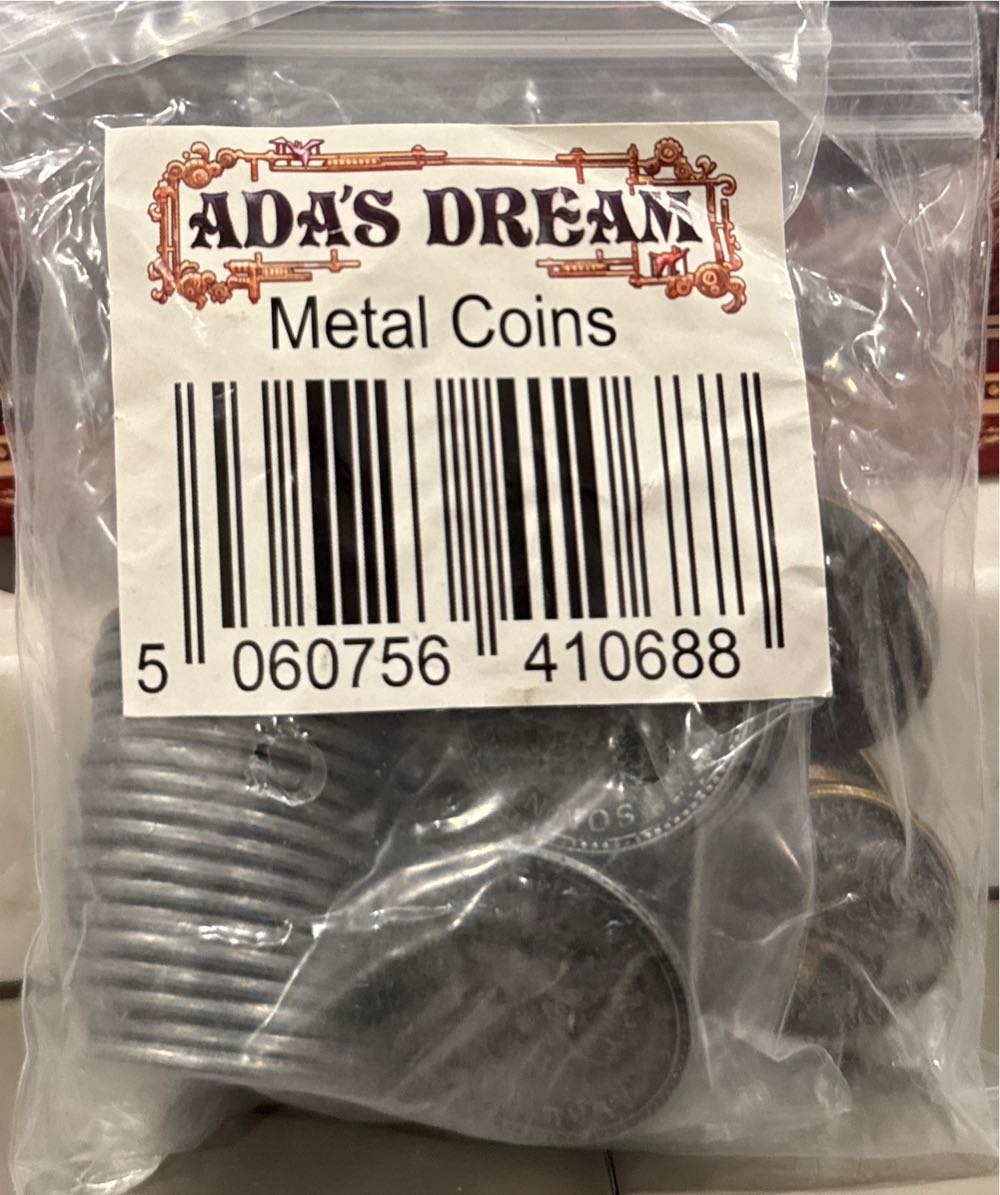 ADA'S DREAM
Metal Coins
5 060756 410688